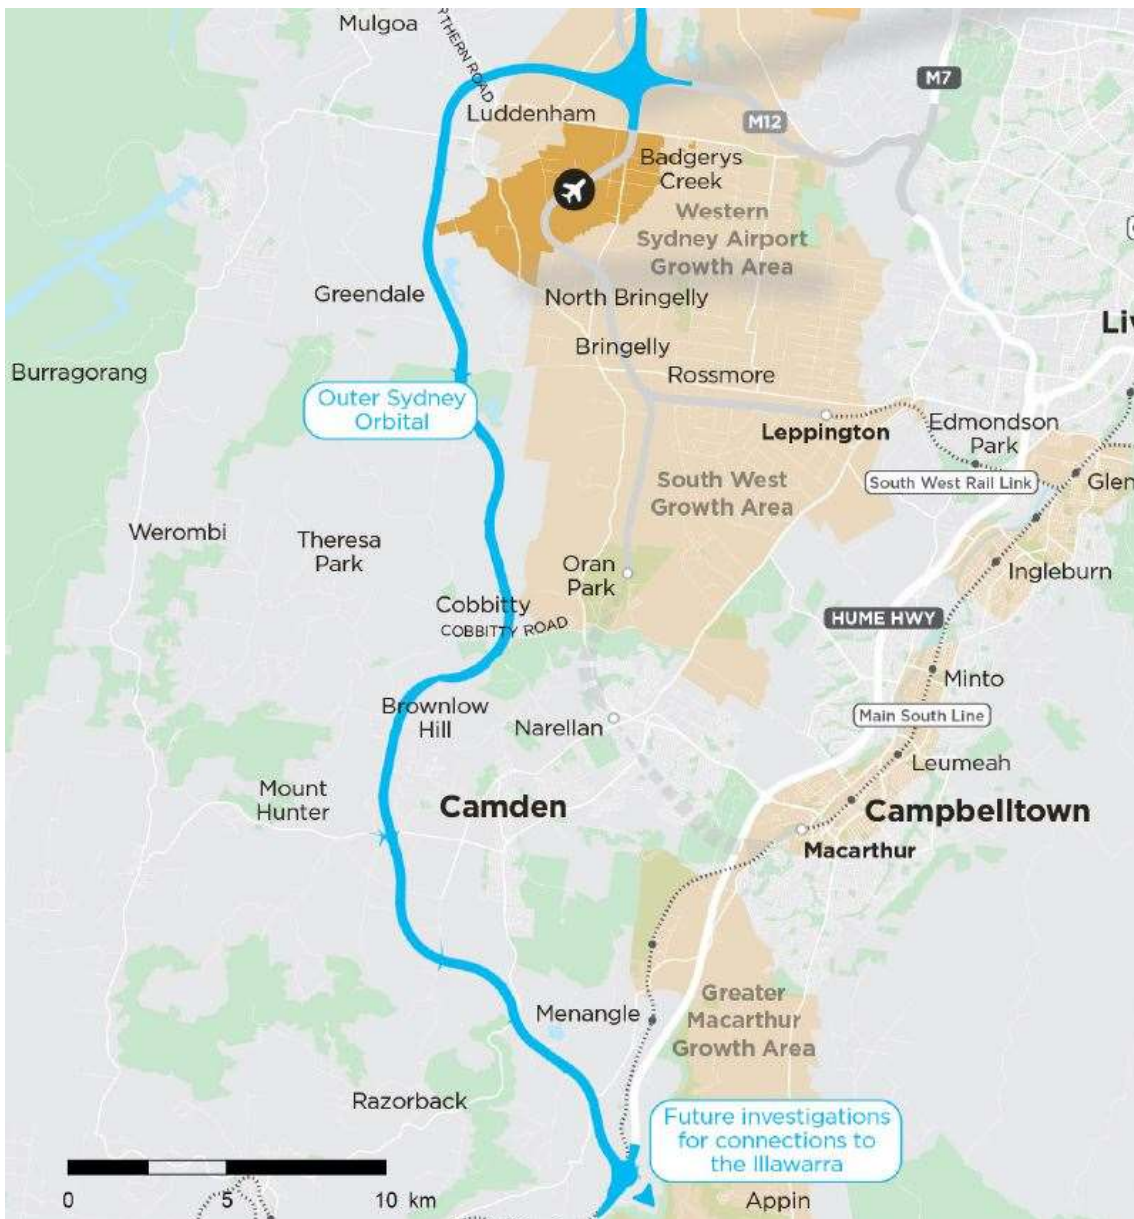 Mulgoa
THERN ROAD
M7
Luddenham
M12
Badgerys
Creek
Western
Sydney Airport
Growth Area
Greendale
North Bringelly
Liv
Bringelly
Burragorang
Rossmore
Outer Sydney
Orbital
Leppington
Edmondson
Park
South West
Growth Area
South West Rail Link
Glen
Werombi
Theresa
Park
Oran
Park
Ingleburn
Cobbitty
COBBITTY ROAD
HUME HWY
Minto
Brownlow
Hill
Narellan
Main South Line
Leumeah
Mount
Hunter
Camden
Campbelltown
Macarthur
Greater
Macarthur
Growth Area
Menangle
Razorback
Future investigations
for connections to
the Illawarra
0 5 10 km
Appin